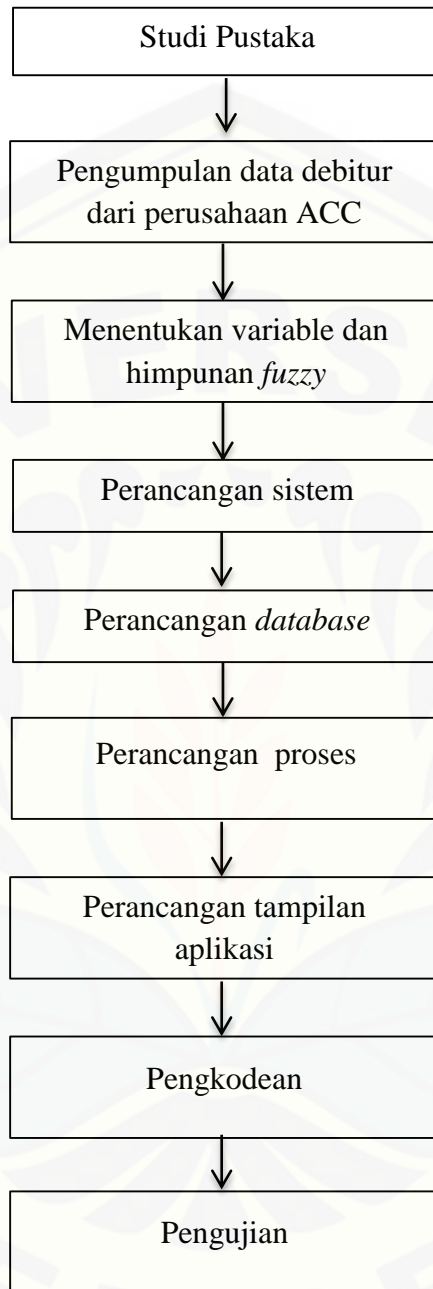 Studi Pustaka
Pengumpulan data debitur
dari perusahaan ACC
Menentukan variable dan
himpunan fuzzy
Perancangan sistem
Perancangan database
Perancangan proses
Perancangan tampilan
aplikasi
Pengkodean
Pengujian